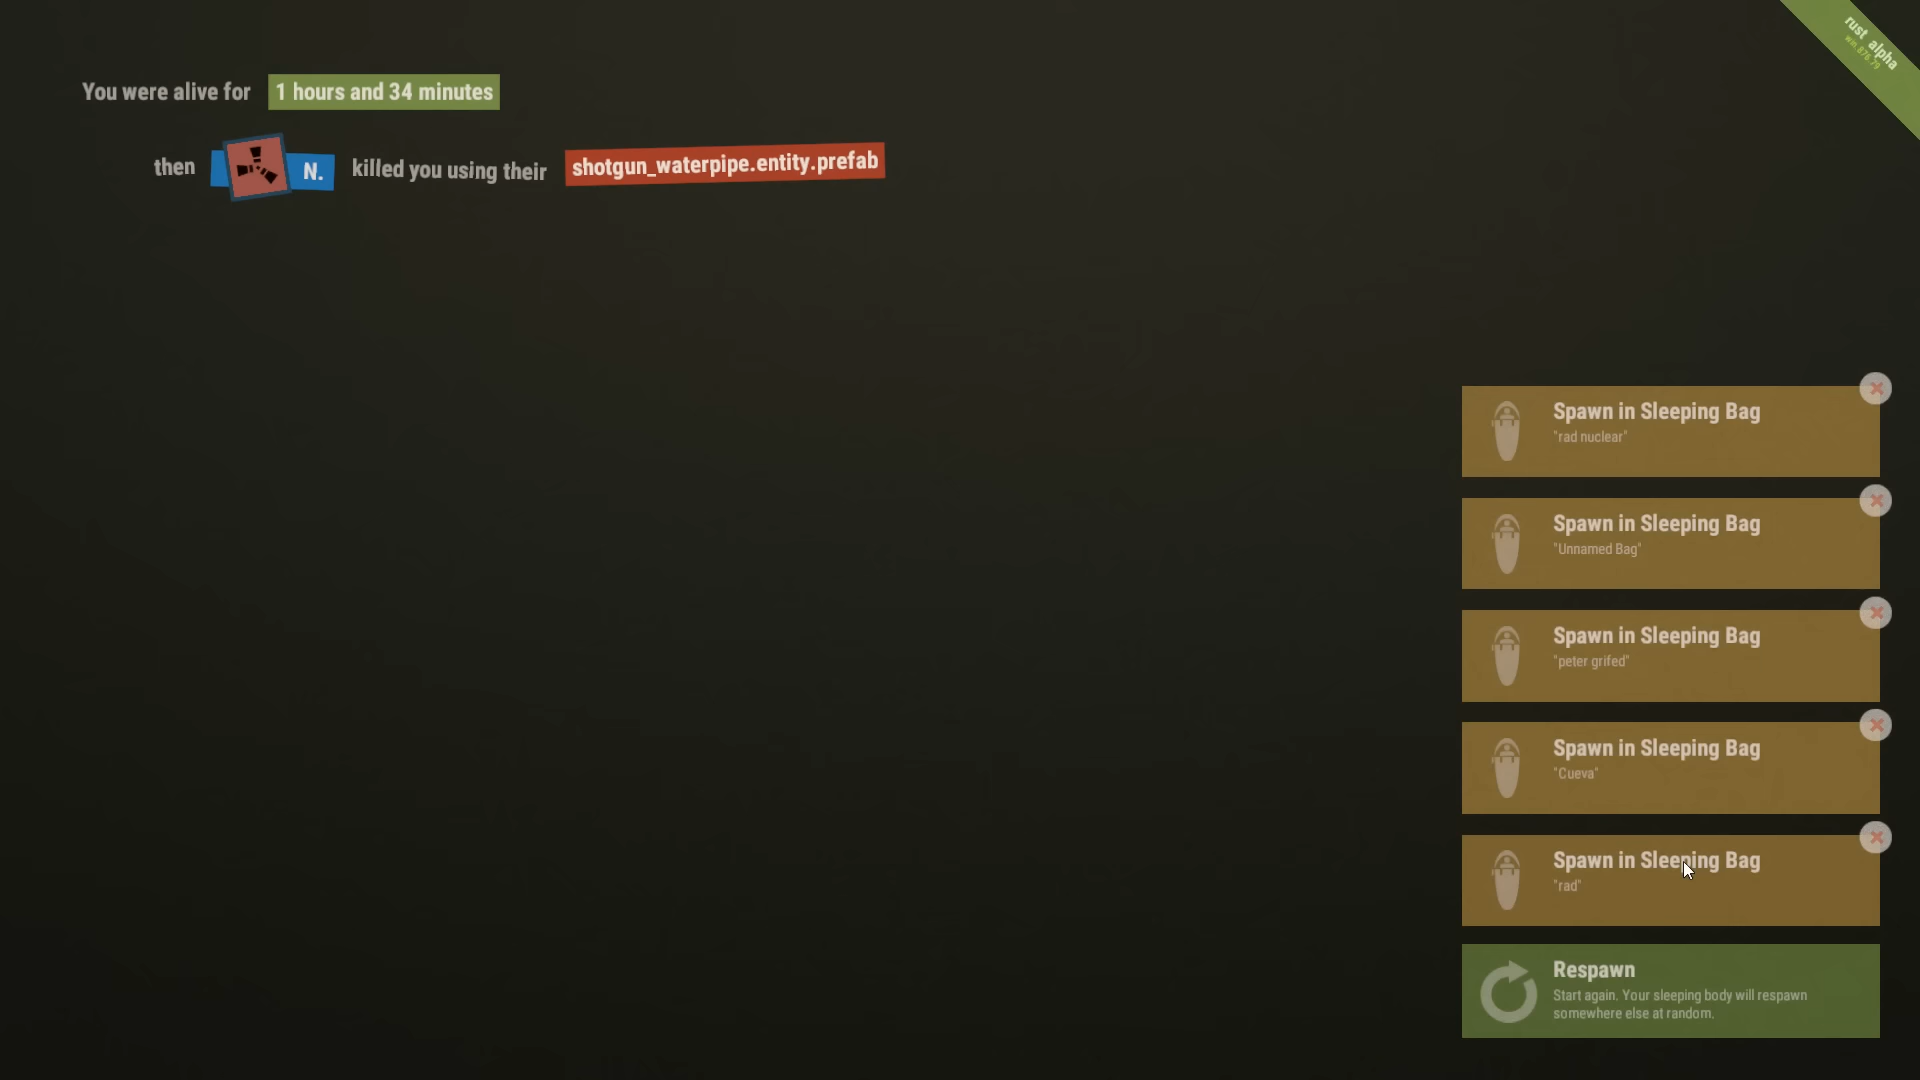 rust alpha
You were alive for 1 hours and 34 minutes
then N. killed you using their shotgun_waterpipe.entity.prefab
Spawn in Sleeping Bag
"rad nuclear"
Spawn in Sleeping Bag
"Unnamed Bag"
Spawn in Sleeping Bag
"peter grifed"
Spawn in Sleeping Bag
"Cueva"
Spawn in Sleeping Bag
"rad"
Respawn
Start again. Your sleeping body will respawn
somewhere else at random.